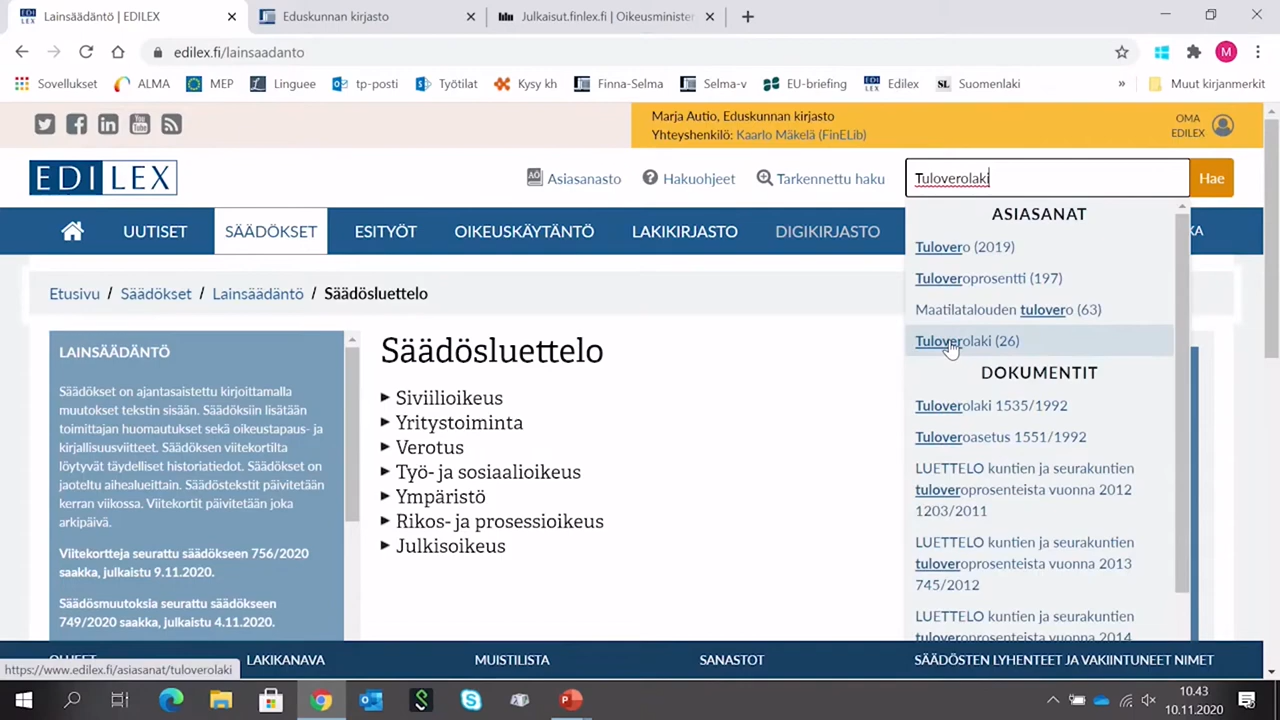 EDI LEX
Lainsäädäntö | EDILEX
Eduskunnan kirjasto
Julkaisut.finlex.fi | Oikeusminister
edilex.fi/lainsaadanto
M
Sovellukset
ALMA
MEP
Linguee
tp-posti
Työtilat
Kysy kh
Finna-Selma
Selma-v
EU-briefing
Edilex
SL Suomenlaki
»
Muut kirjanmerkit
Marja Autio, Eduskunnan kirjasto
Yhteyshenkilö: Kaarlo Mäkelä (FinELib)
OMA
EDILEX
EDILEX
Asiasanasto
Hakuohjeet
Tarkennettu haku
Tuloverolaki
Hae
UUTISET
SÄÄDÖKSET
ESITYÖT
OIKEUSKÄYTÄNTÖ
LAKIKIRJASTO
DIGIKIRJASTO
KA
ASIASANAT
Tulovero (2019)
Tuloveroprosentti (197)
Maatilatalouden tulovero (63)
Tuloverolaki (26)
DOKUMENTIT
Tuloverolaki 1535/1992
Tuloveroasetus 1551/1992
LUETTELO kuntien ja seurakuntien
tuloveroprosenteista vuonna 2012
1203/2011
LUETTELO kuntien ja seurakuntien
tuloveroprosenteista vuonna 2013
745/2012
LUETTELO kuntien ja seurakuntien
tuloveroprosenteista vuonna 2014
Etusivu / Säädökset / Lainsäädäntö / Säädösluettelo
LAINSÄÄDÄNTÖ
Säädökset on ajantasaistettu kirjoittamalla
muutokset tekstin sisään. Säädöksiin lisätään
toimittajan huomautukset sekä oikeustapaus- ja
kirjallisuusviitteet. Säädöksen viitekortilta
löytyvät täydelliset historiatiedot. Säädökset on
jaoteltu aihealueittain. Säädöstekstit päivitetään
kerran viikossa. Viitekortit päivitetään joka
arkipäivä.
Viitekortteja seurattu säädökseen 756/2020
saakka, julkaistu 9.11.2020.
Säädösmuutoksia seurattu säädökseen
749/2020 saakka, julkaistu 4.11.2020.
Säädösluettelo
Siviilioikeus
Yritystoiminta
Verotus
Työ- ja sosiaalioikeus
Ympäristö
Rikos- ja prosessioikeus
Julkisoikeus
OHJEET
LAKIKANAVA
MUISTILISTA
SANASTOT
SÄÄDÖSTEN LYHENTEET JA VAKIINTUNEET NIMET
https://www.edilex.fi/asiasanat/tuloverolaki
10.43
10.11.2020